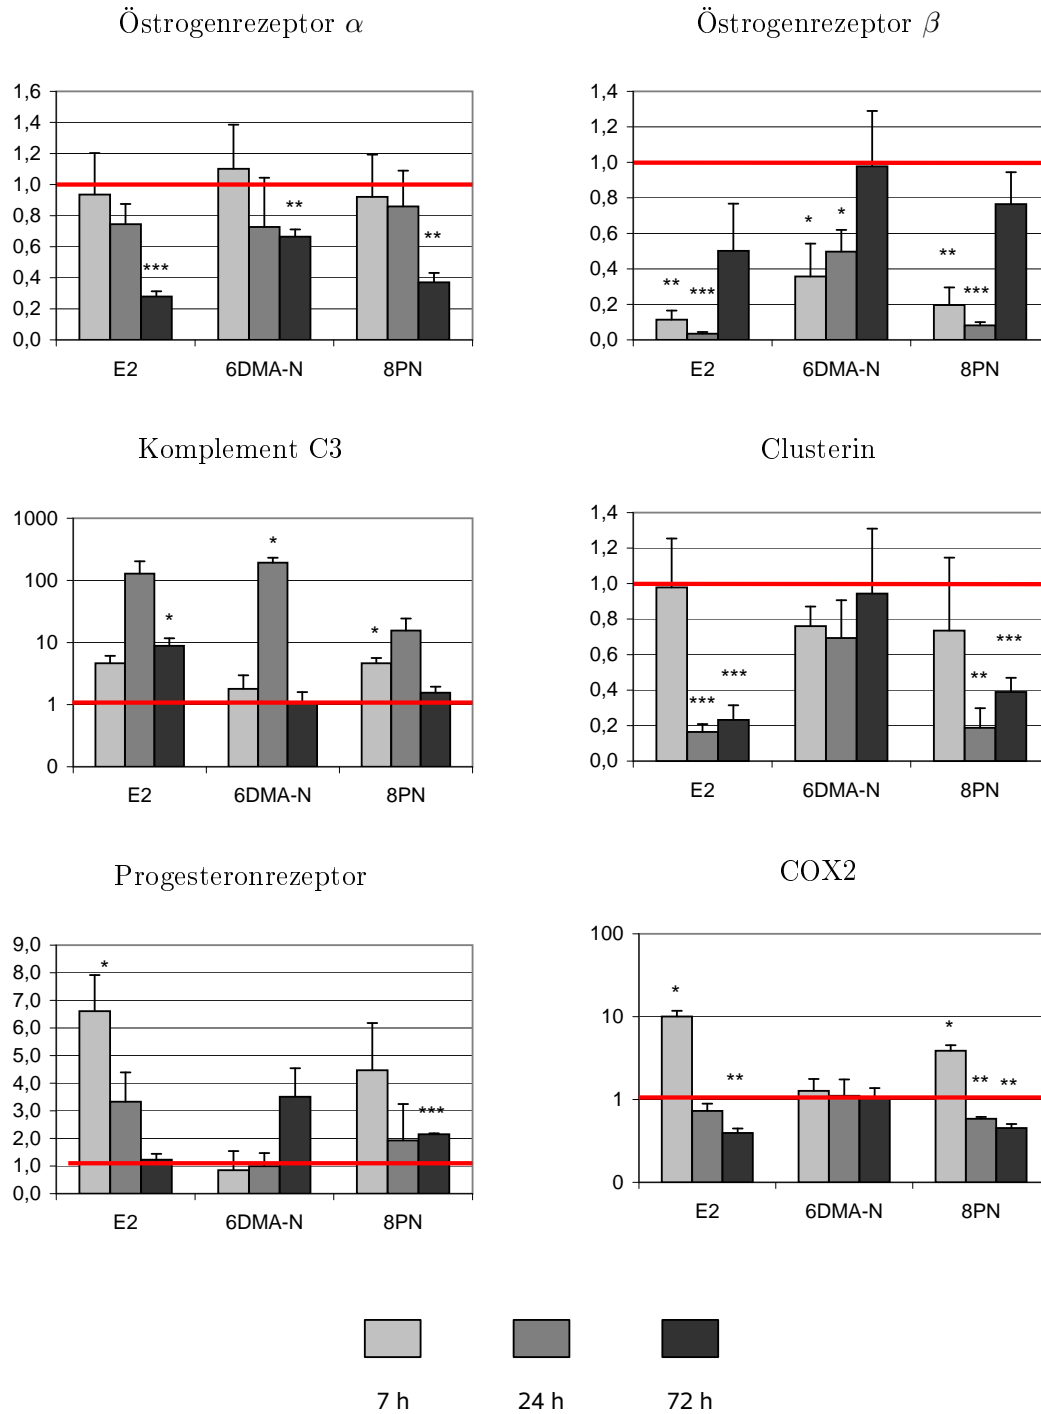 Östrogenrezeptor α
1,6
1,4
1,2
1,0
0,8
0,6
0,4
0,2
0,0
***
**
**
E2 6DMA-N 8PN
Östrogenrezeptor β
1,4
1,2
1,0
0,8
0,6
0,4
0,2
0,0
** *** * * ** ***
E2 6DMA-N 8PN
Komplement C3
1000
100
10
1
0
* * *
E2 6DMA-N 8PN
Clusterin
1,4
1,2
1,0
0,8
0,6
0,4
0,2
0,0
*** *** ** ***
E2 6DMA-N 8PN
Progesteronrezeptor
9,0
8,0
7,0
6,0
5,0
4,0
3,0
2,0
1,0
0,0
* ***
E2 6DMA-N 8PN
COX2
100
10
1
0
* ** * ** **
E2 6DMA-N 8PN
7 h 24 h 72 h